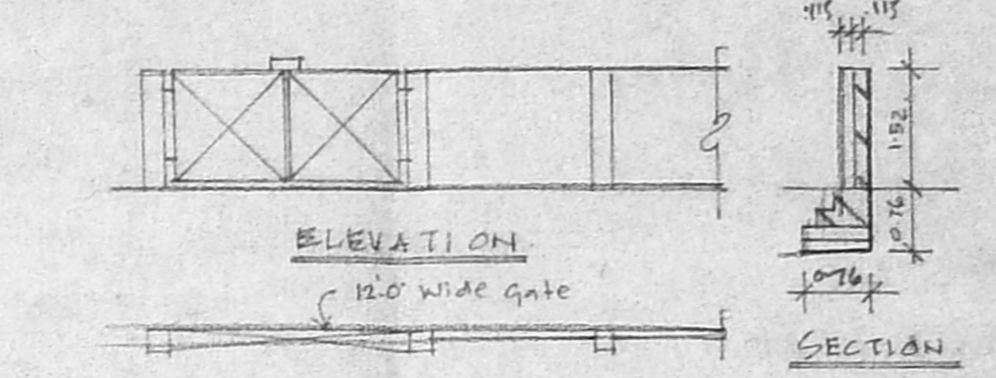 .115 .115
1.52
0.76
ELEVATION.
12'.0" Wide Gate
0.76
SECTION